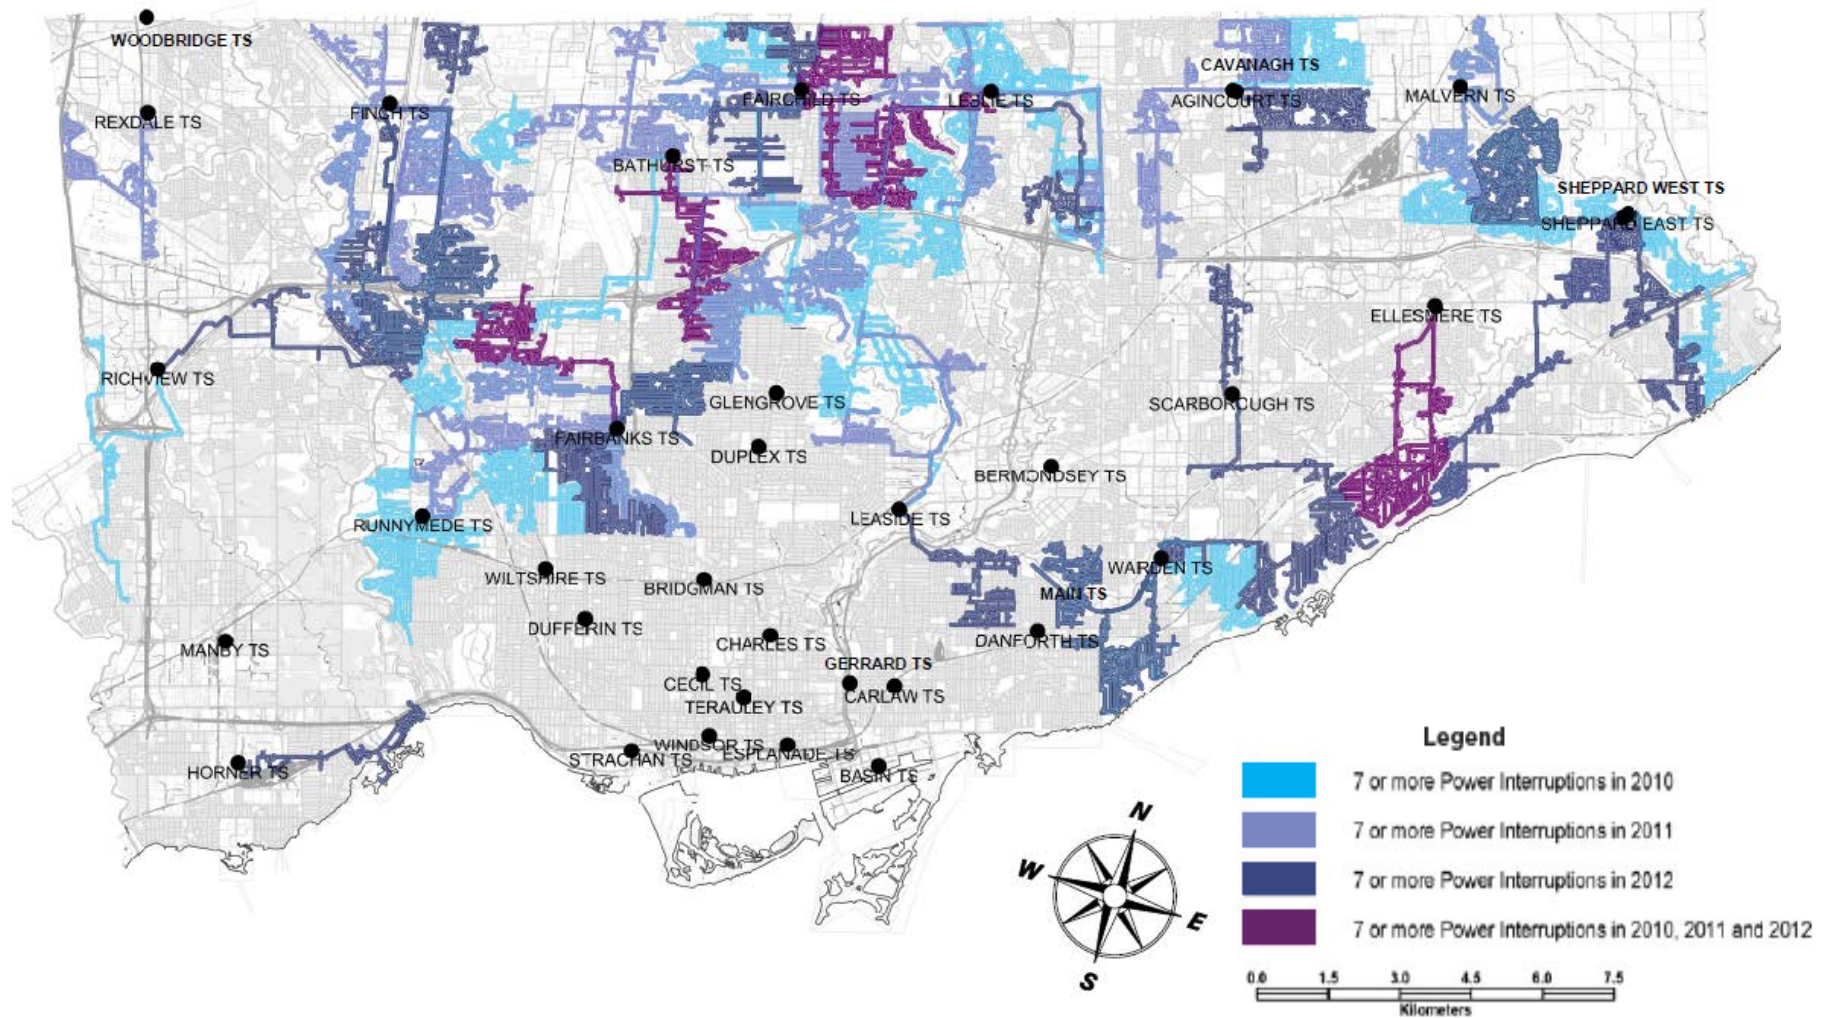 WOODBRIDGE TS
CAVANAGH TS
REXDALE TS
FINCH TS
FAIRCHILD TS
LESLIE TS
AGINCOURT TS
MALVERN TS
BATHURST TS
SHEPPARD WEST TS
SHEPPARD EAST TS
ELLESMERE TS
RICHVIEW TS
GLENGROVE TS
SCARBOROUGH TS
FAIRBANKS TS
DUPLEX TS
BERMONDSEY TS
RUNNYMEDE TS
LEASIDE TS
WILTSHIRE TS
BRIDGMAN TS
WARDEN TS
MAIN TS
DUFFERIN TS
CHARLES TS
DANFORTH TS
MANBY TS
GERRARD TS
CECIL TS
CARLAW TS
TERAULEY TS
WINDSOR TS
ESPLANADE TS
STRACHAN TS
HORNER TS
BASIN TS
Legend
7 or more Power Interruptions in 2010
7 or more Power Interruptions in 2011
7 or more Power Interruptions in 2012
7 or more Power Interruptions in 2010, 2011 and 2012
N
W
E
S
0.0 1.5 3.0 4.5 6.0 7.5
Kilometers